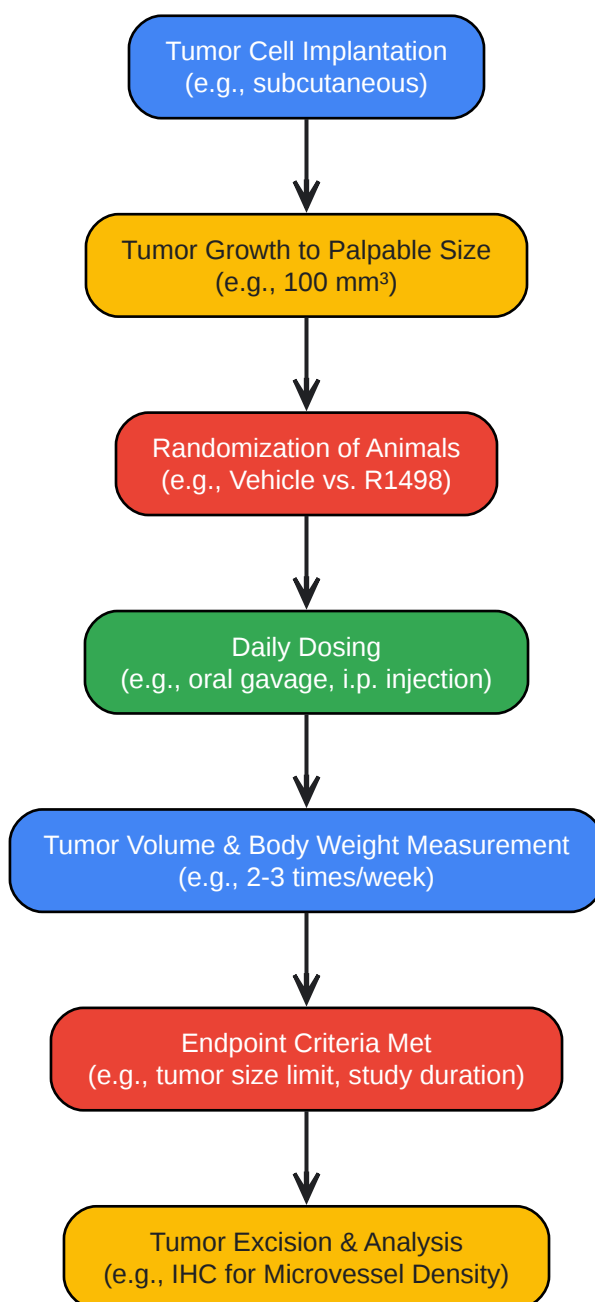 Tumor Cell Implantation
(e.g., subcutaneous)
Tumor Growth to Palpable Size
(e.g., 100 mm³)
Randomization of Animals
(e.g., Vehicle vs. R1498)
Daily Dosing
(e.g., oral gavage, i.p. injection)
Tumor Volume & Body Weight Measurement
(e.g., 2-3 times/week)
Endpoint Criteria Met
(e.g., tumor size limit, study duration)
Tumor Excision & Analysis
(e.g., IHC for Microvessel Density)